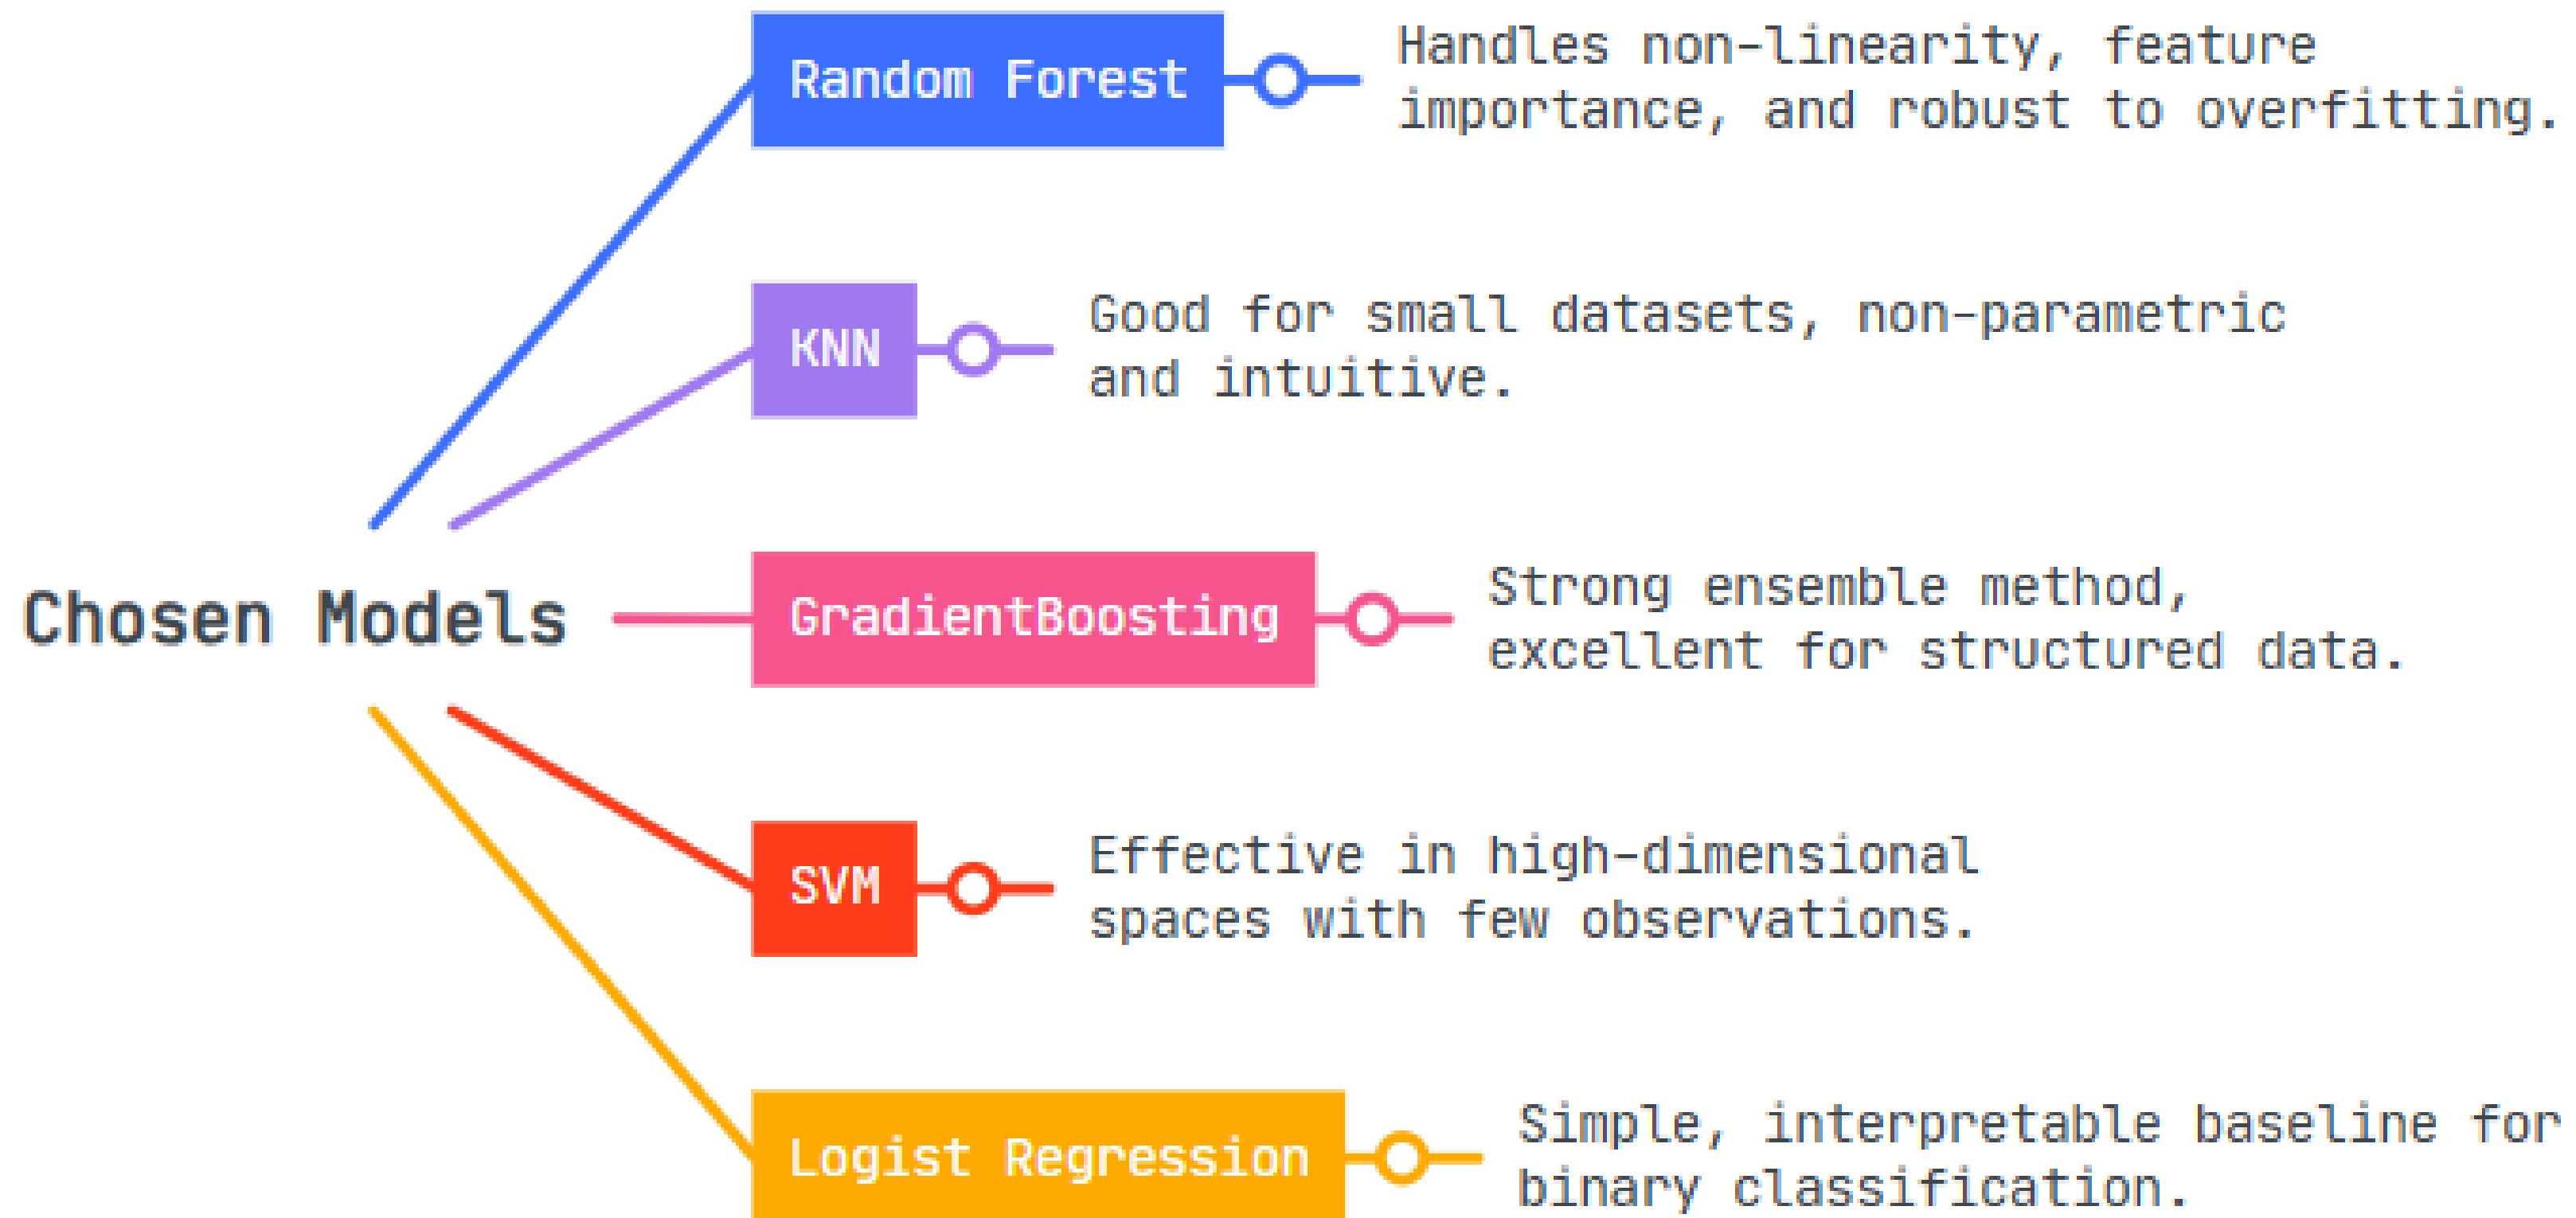 Random Forest
Handles non-linearity, feature
importance, and robust to overfitting.
KNN
Good for small datasets, non-parametric
and intuitive.
Chosen Models
GradientBoosting
Strong ensemble method,
excellent for structured data.
SVM
Effective in high-dimensional
spaces with few observations.
Logist Regression
Simple, interpretable baseline for
binary classification.